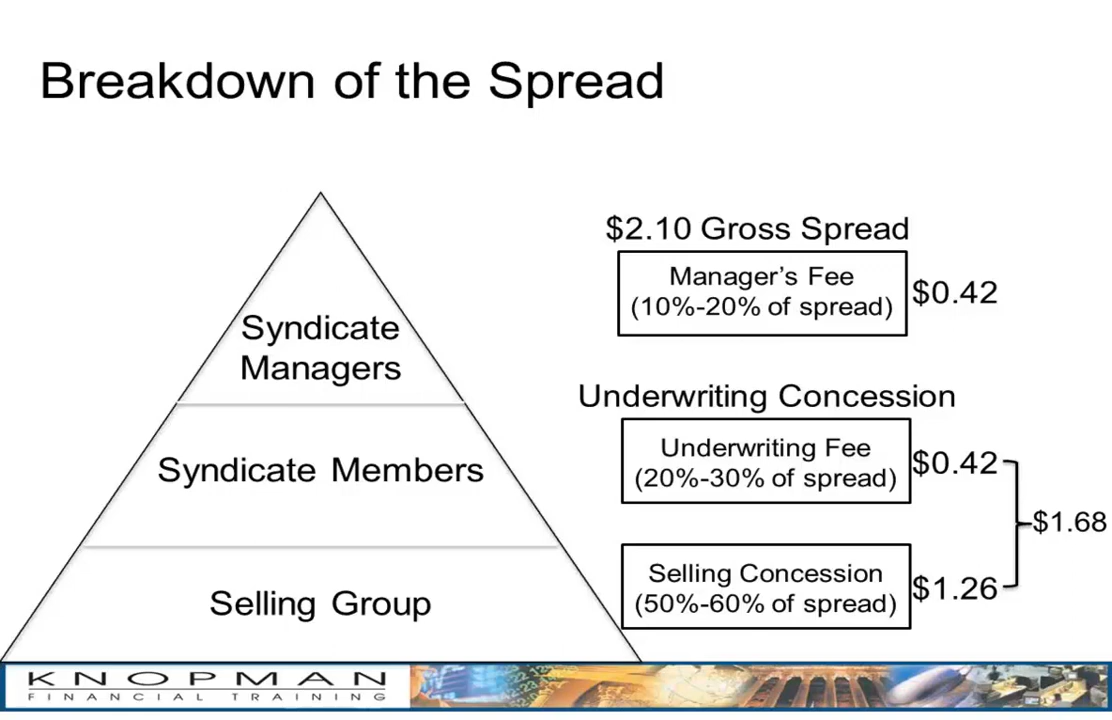 Breakdown of the Spread
Syndicate
Managers
Syndicate Members
Selling Group
$2.10 Gross Spread
Manager's Fee
(10%-20% of spread)
$0.42
Underwriting Concession
Underwriting Fee
(20%-30% of spread)
$0.42
$1.68
Selling Concession
(50%-60% of spread)
$1.26
KNOPMAN
FINANCIAL TRAINING